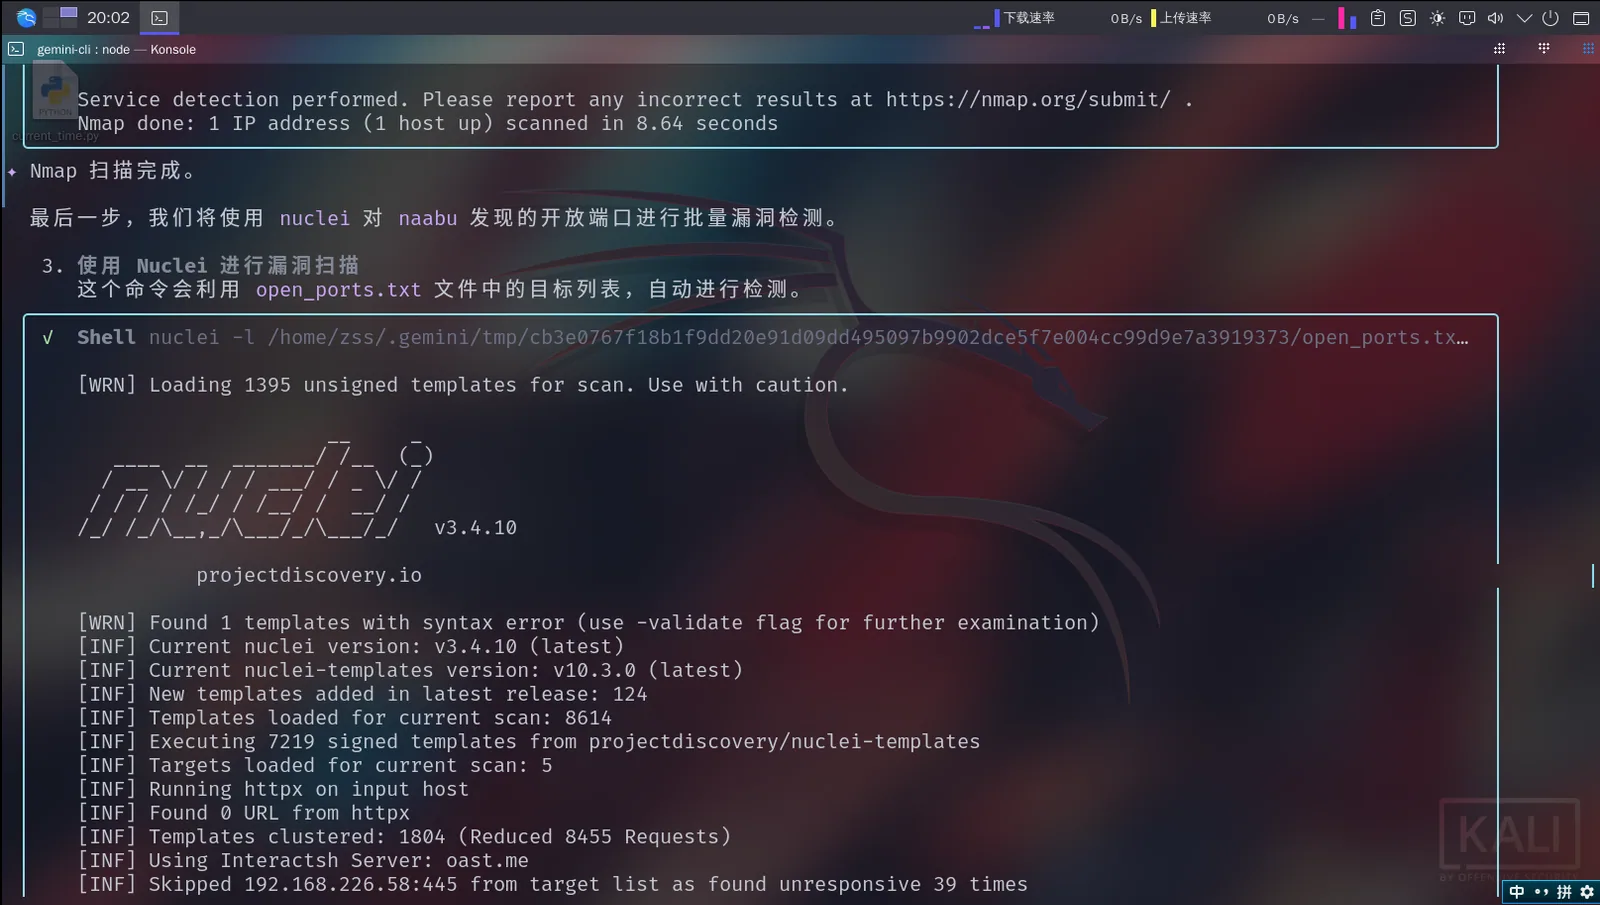 20:02
下载速率
0 B/s
上传速率
0 B/s
gemini-cli : node — Konsole
PYTHON
current_time.py
Service detection performed. Please report any incorrect results at https://nmap.org/submit/ .
Nmap done: 1 IP address (1 host up) scanned in 8.64 seconds
✦ Nmap 扫描完成。
最后一步，我们将使用 nuclei 对 naabu 发现的开放端口进行批量漏洞检测。
3. 使用 Nuclei 进行漏洞扫描
这个命令会利用 open_ports.txt 文件中的目标列表，自动进行检测。
✓ Shell nuclei -l /home/zss/.gemini/tmp/cb3e0767f18b1f9dd20e91d09dd495097b9902dce5f7e004cc99d9e7a3919373/open_ports.tx…
[WRN] Loading 1395 unsigned templates for scan. Use with caution.
nuclei v3.4.10
projectdiscovery.io
[WRN] Found 1 templates with syntax error (use -validate flag for further examination)
[INF] Current nuclei version: v3.4.10 (latest)
[INF] Current nuclei-templates version: v10.3.0 (latest)
[INF] New templates added in latest release: 124
[INF] Templates loaded for current scan: 8614
[INF] Executing 7219 signed templates from projectdiscovery/nuclei-templates
[INF] Targets loaded for current scan: 5
[INF] Running httpx on input host
[INF] Found 0 URL from httpx
[INF] Templates clustered: 1804 (Reduced 8455 Requests)
[INF] Using Interactsh Server: oast.me
[INF] Skipped 192.168.226.58:445 from target list as found unresponsive 39 times
KALI
BY OFFENSIVE SECURITY
中 •, 拼